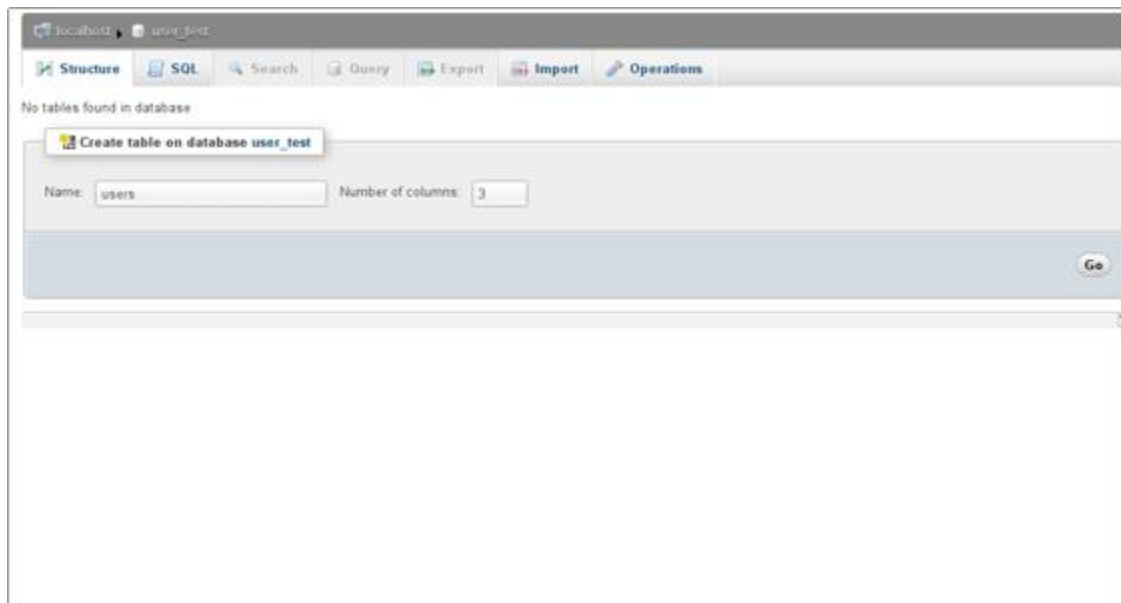 localhost user_test
Structure SQL Search Query Export Import Operations
No tables found in database
Create table on database user_test
Name: users Number of columns: 3
Go